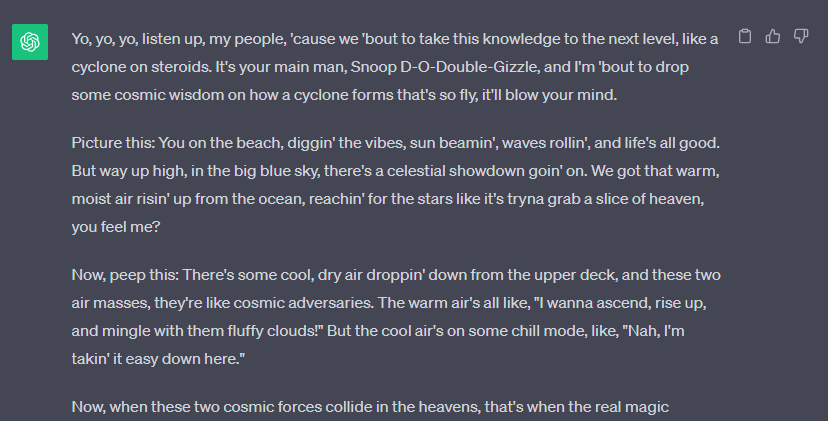 Yo, yo, yo, listen up, my people, 'cause we 'bout to take this knowledge to the next level, like a
cyclone on steroids. It's your main man, Snoop D-O-Double-Gizzle, and I'm 'bout to drop
some cosmic wisdom on how a cyclone forms that's so fly, it'll blow your mind.
Picture this: You on the beach, diggin' the vibes, sun beamin', waves rollin', and life's all good.
But way up high, in the big blue sky, there's a celestial showdown goin' on. We got that warm,
moist air risin' up from the ocean, reachin' for the stars like it's tryna grab a slice of heaven,
you feel me?
Now, peep this: There's some cool, dry air droppin' down from the upper deck, and these two
air masses, they're like cosmic adversaries. The warm air's all like, "I wanna ascend, rise up,
and mingle with them fluffy clouds!" But the cool air's on some chill mode, like, "Nah, I'm
takin' it easy down here."
Now, when these two cosmic forces collide in the heavens, that's when the real magic